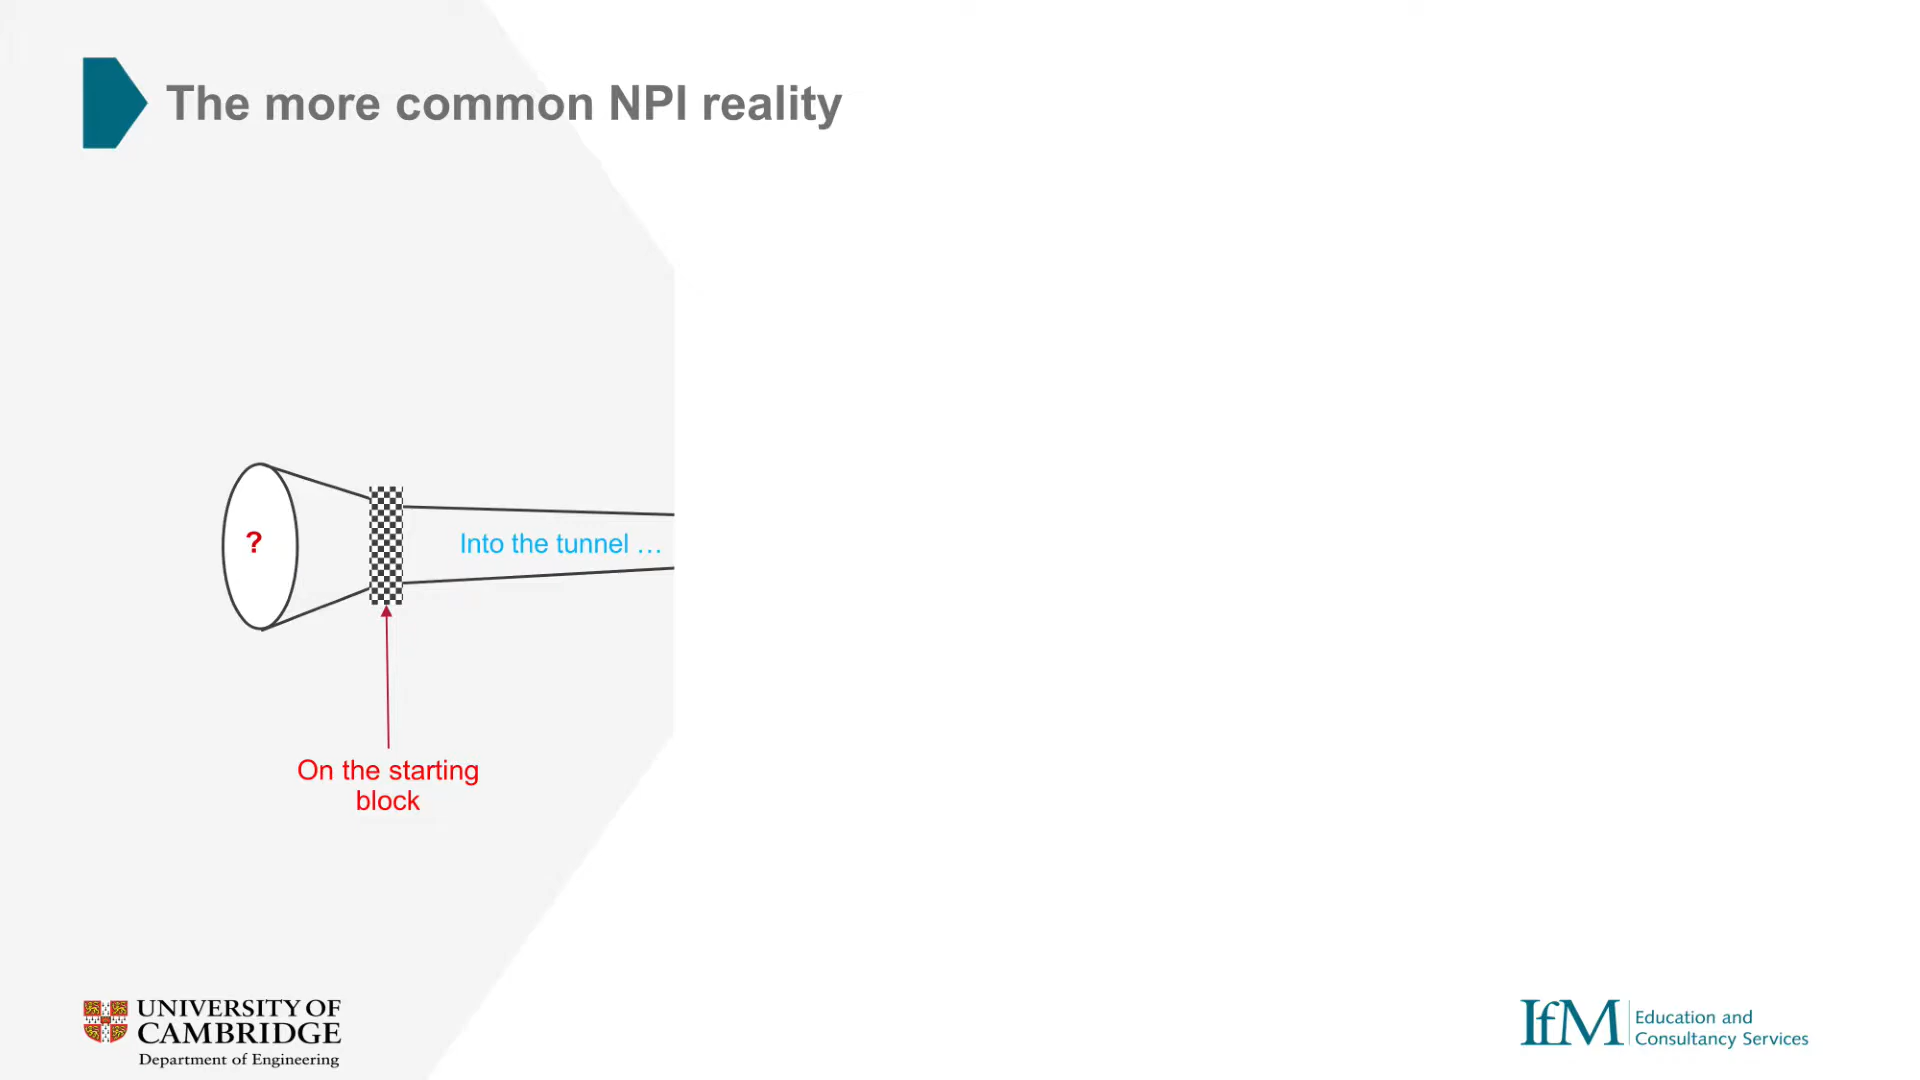 The more common NPI reality
?
Into the tunnel …
On the starting
block
UNIVERSITY OF
CAMBRIDGE
Department of Engineering
IfM
Education and
Consultancy Services